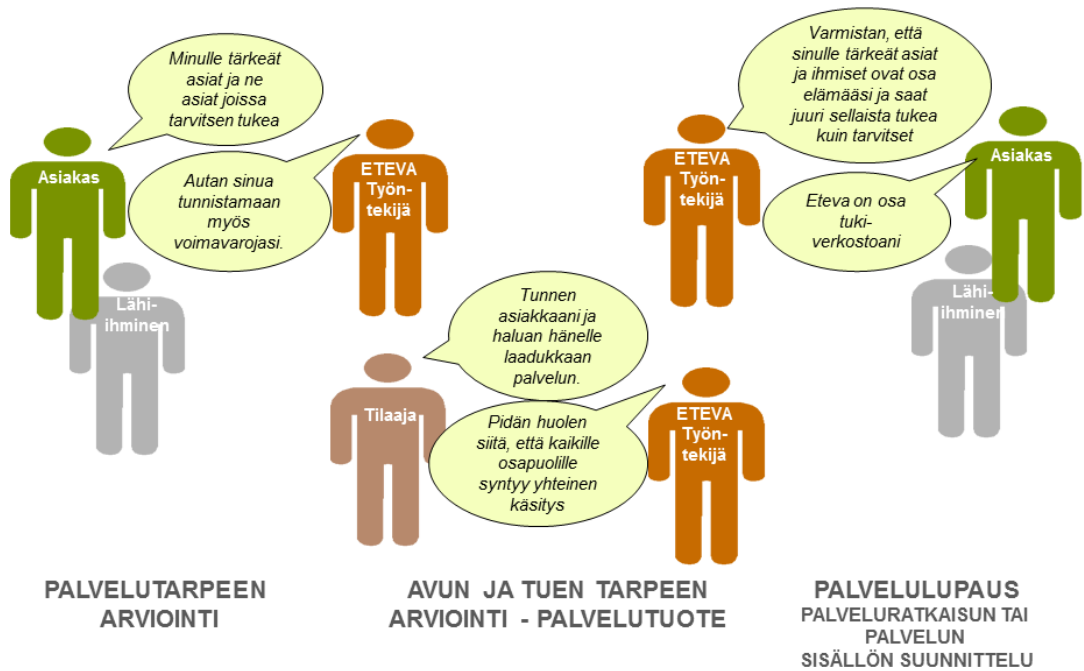 Minulle tärkeät
asiat ja ne
asiat joissa
tarvitsen tukea
Asiakas
Autan sinua
tunnistamaan
myös
voimavarojasi.
ETEVA
Työn-
tekijä
Lähi-
ihminen
PALVELUTARPEEN
ARVIOINTI
Tunnen
asiakkaani ja
haluan hänelle
laadukkaan
palvelun.
Tilaaja
Pidän huolen
siitä, että kaikille
osapuolille
syntyy yhteinen
käsitys
ETEVA
Työn-
tekijä
AVUN JA TUEN TARPEEN
ARVIOINTI - PALVELUTUOTE
Varmistan, että
sinulle tärkeät asiat
ja ihmiset ovat osa
elämääsi ja saat
juuri sellaista tukea
kuin tarvitset
ETEVA
Työn-
tekijä
Asiakas
Eteva on osa
tuki-
verkostoani
Lähi-
ihminen
PALVELULUPAUS
PALVELURATKAISUN TAI
PALVELUN
SISÄLLÖN SUUNNITTELU